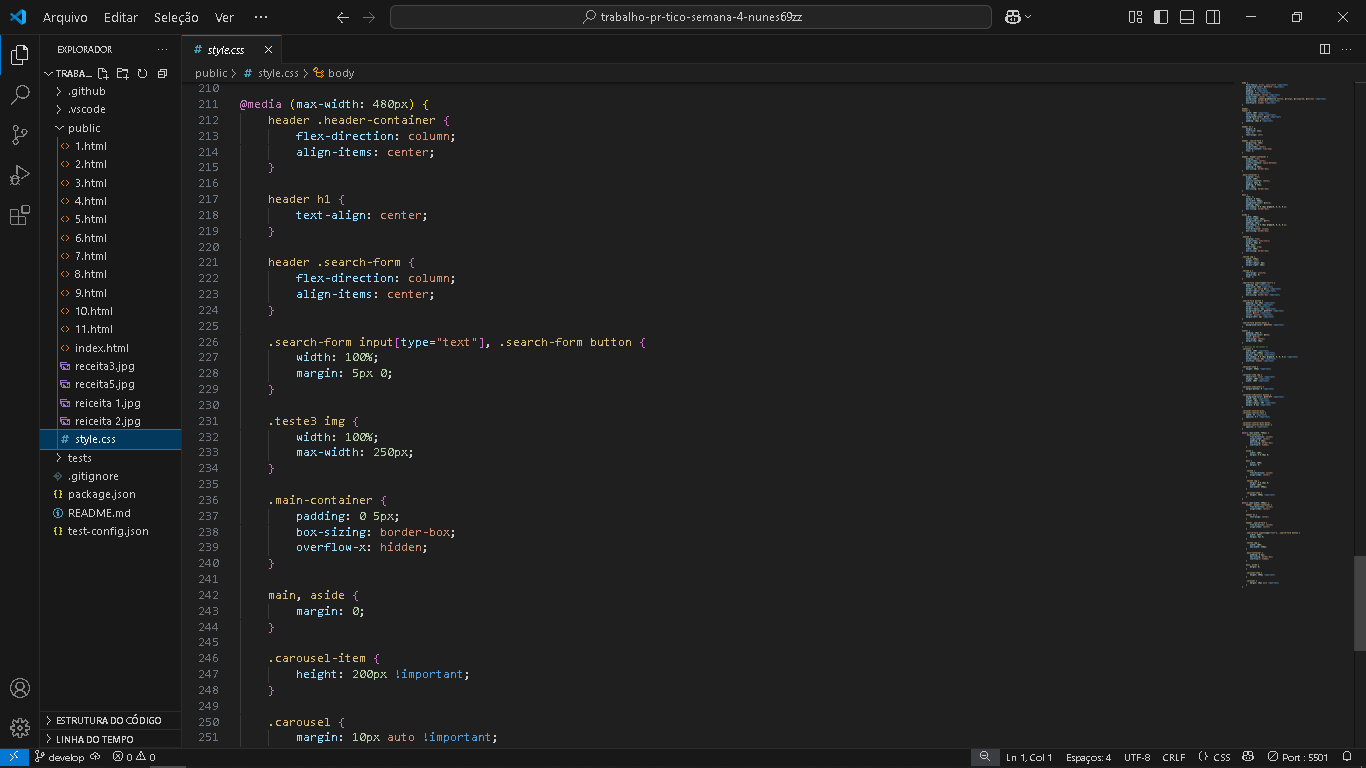 Arquivo Editar Seleção Ver ···
trabalho-pr-tico-semana-4-nunes69zz
EXPLORADOR ···
TRABA...
.github
.vscode
public
<> 1.html
<> 2.html
<> 3.html
<> 4.html
<> 5.html
<> 6.html
<> 7.html
<> 8.html
<> 9.html
<> 10.html
<> 11.html
<> index.html
receita3.jpg
receita5.jpg
reiceita 1.jpg
reiceita 2.jpg
# style.css
tests
.gitignore
{} package.json
README.md
{} test-config.json
ESTRUTURA DO CÓDIGO
LINHA DO TEMPO
# style.css
public > # style.css > body
210
211 @media (max-width: 480px) {
212 header .header-container {
213 flex-direction: column;
214 align-items: center;
215 }
216
217 header h1 {
218 text-align: center;
219 }
220
221 header .search-form {
222 flex-direction: column;
223 align-items: center;
224 }
225
226 .search-form input[type="text"], .search-form button {
227 width: 100%;
228 margin: 5px 0;
229 }
230
231 .teste3 img {
232 width: 100%;
233 max-width: 250px;
234 }
235
236 .main-container {
237 padding: 0 5px;
238 box-sizing: border-box;
239 overflow-x: hidden;
240 }
241
242 main, aside {
243 margin: 0;
244 }
245
246 .carousel-item {
247 height: 200px !important;
248 }
249
250 .carousel {
251 margin: 10px auto !important;
develop 0 0 Ln 1, Col 1 Espaços: 4 UTF-8 CRLF {} CSS Port : 5501